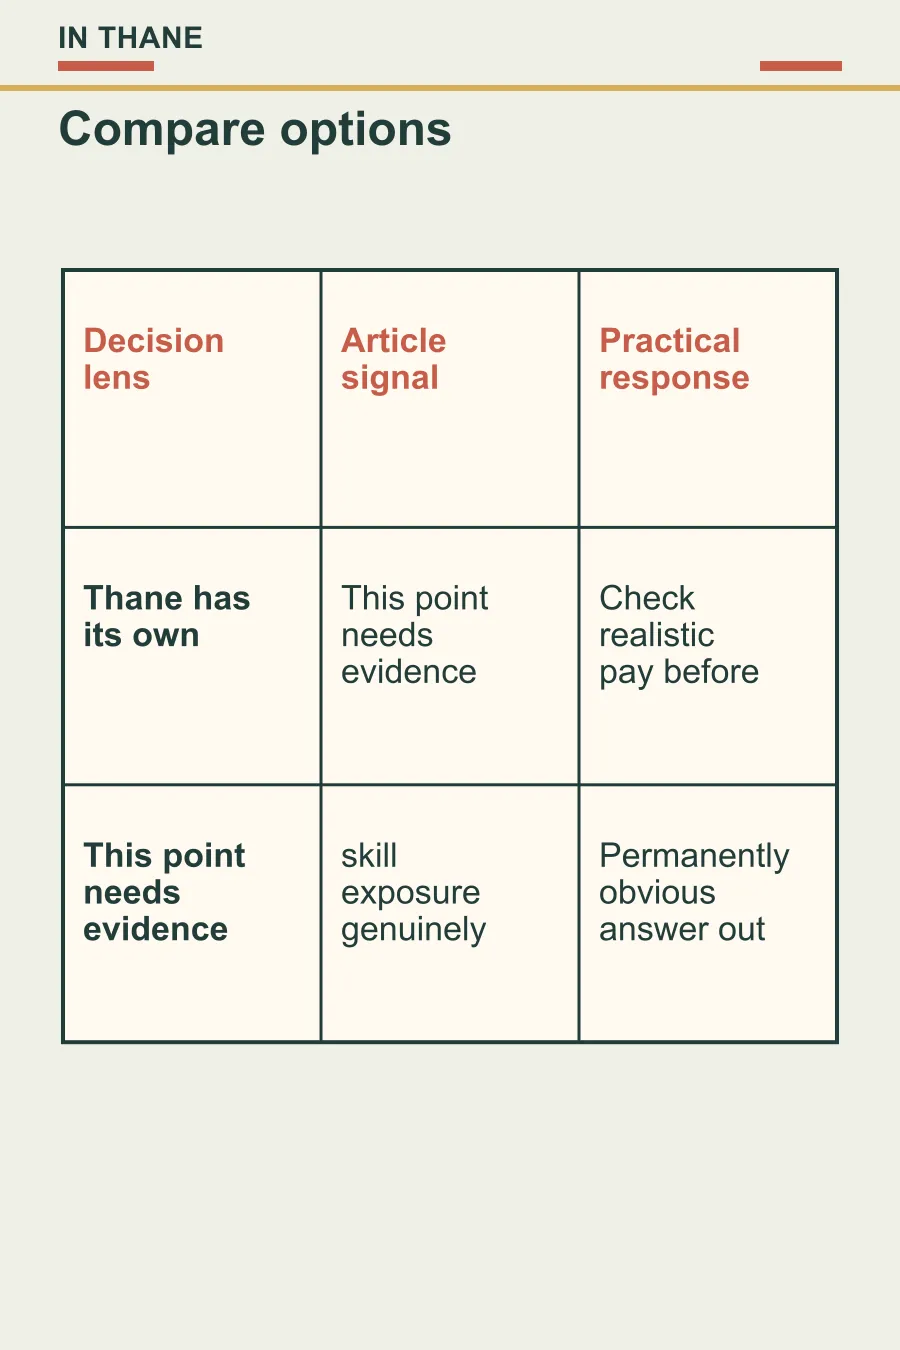 IN THANE
Compare options
Decision
lens
Article
signal
Practical
response
Thane has
its own
This point
needs
evidence
Check
realistic
pay before
This point
needs
evidence
skill
exposure
genuinely
Permanently
obvious
answer out